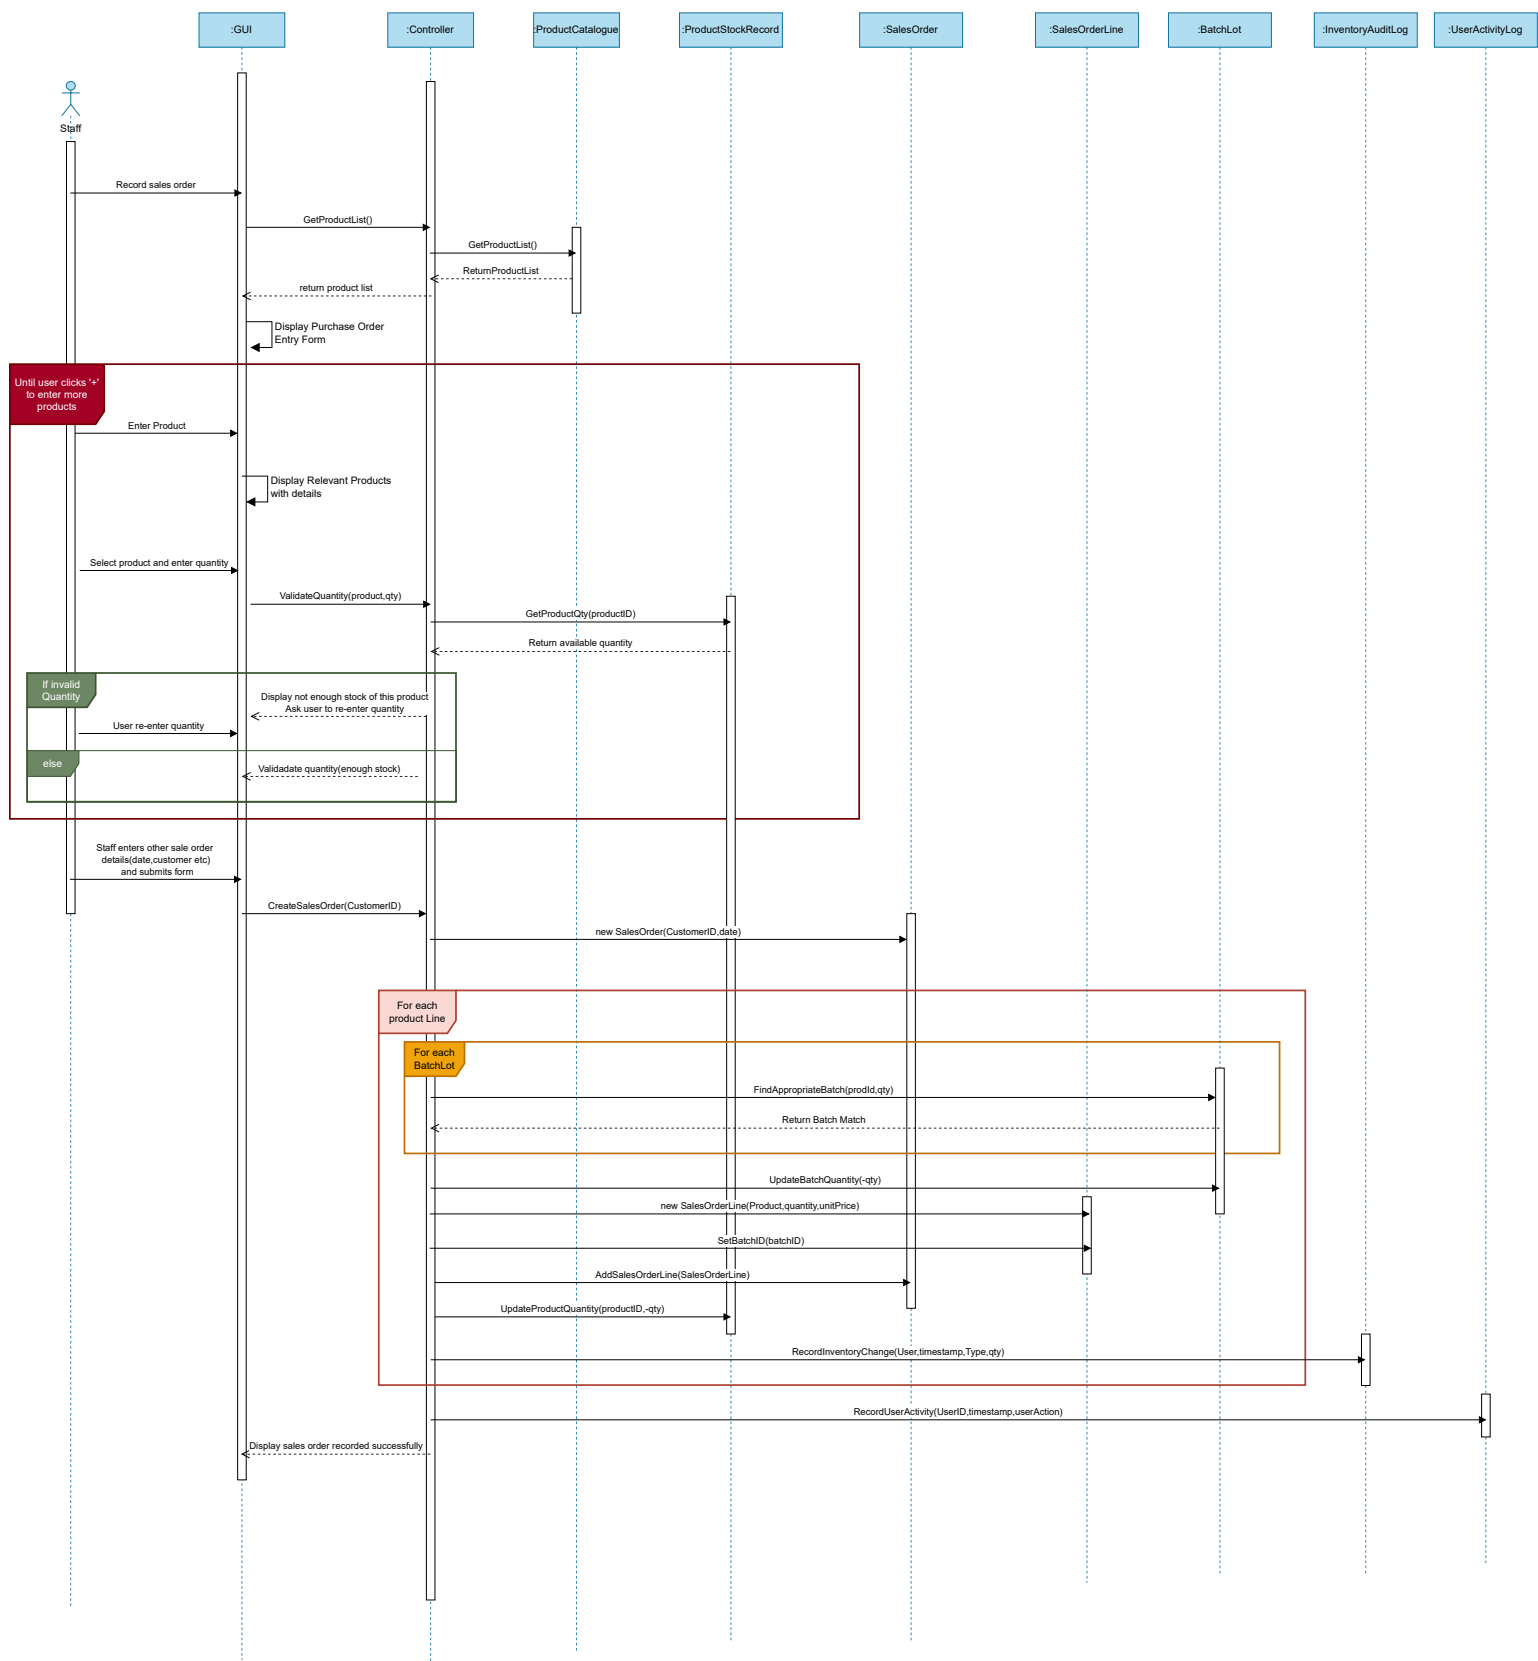 :GUI
:Controller
:ProductCatalogue
:ProductStockRecord
:SalesOrder
:SalesOrderLine
:BatchLot
:InventoryAuditLog
:UserActivityLog
Staff
Record sales order
GetProductList()
GetProductList()
ReturnProductList
return product list
Display Purchase Order
Entry Form
Until user clicks '+'
to enter more
products
Enter Product
Display Relevant Products
with details
Select product and enter quantity
ValidateQuantity(product,qty)
GetProductQty(productID)
Return available quantity
If invalid
Quantity
Display not enough stock of this product
Ask user to re-enter quantity
User re-enter quantity
else
Validadate quantity(enough stock)
Staff enters other sale order
details(date,customer etc)
and submits form
CreateSalesOrder(CustomerID)
new SalesOrder(CustomerID,date)
For each
product Line
For each
BatchLot
FindAppropriateBatch(prodId,qty)
Return Batch Match
UpdateBatchQuantity(-qty)
new SalesOrderLine(Product,quantity,unitPrice)
SetBatchID(batchID)
AddSalesOrderLine(SalesOrderLine)
UpdateProductQuantity(productID,-qty)
RecordInventoryChange(User,timestamp,Type,qty)
RecordUserActivity(UserID,timestamp,userAction)
Display sales order recorded successfully